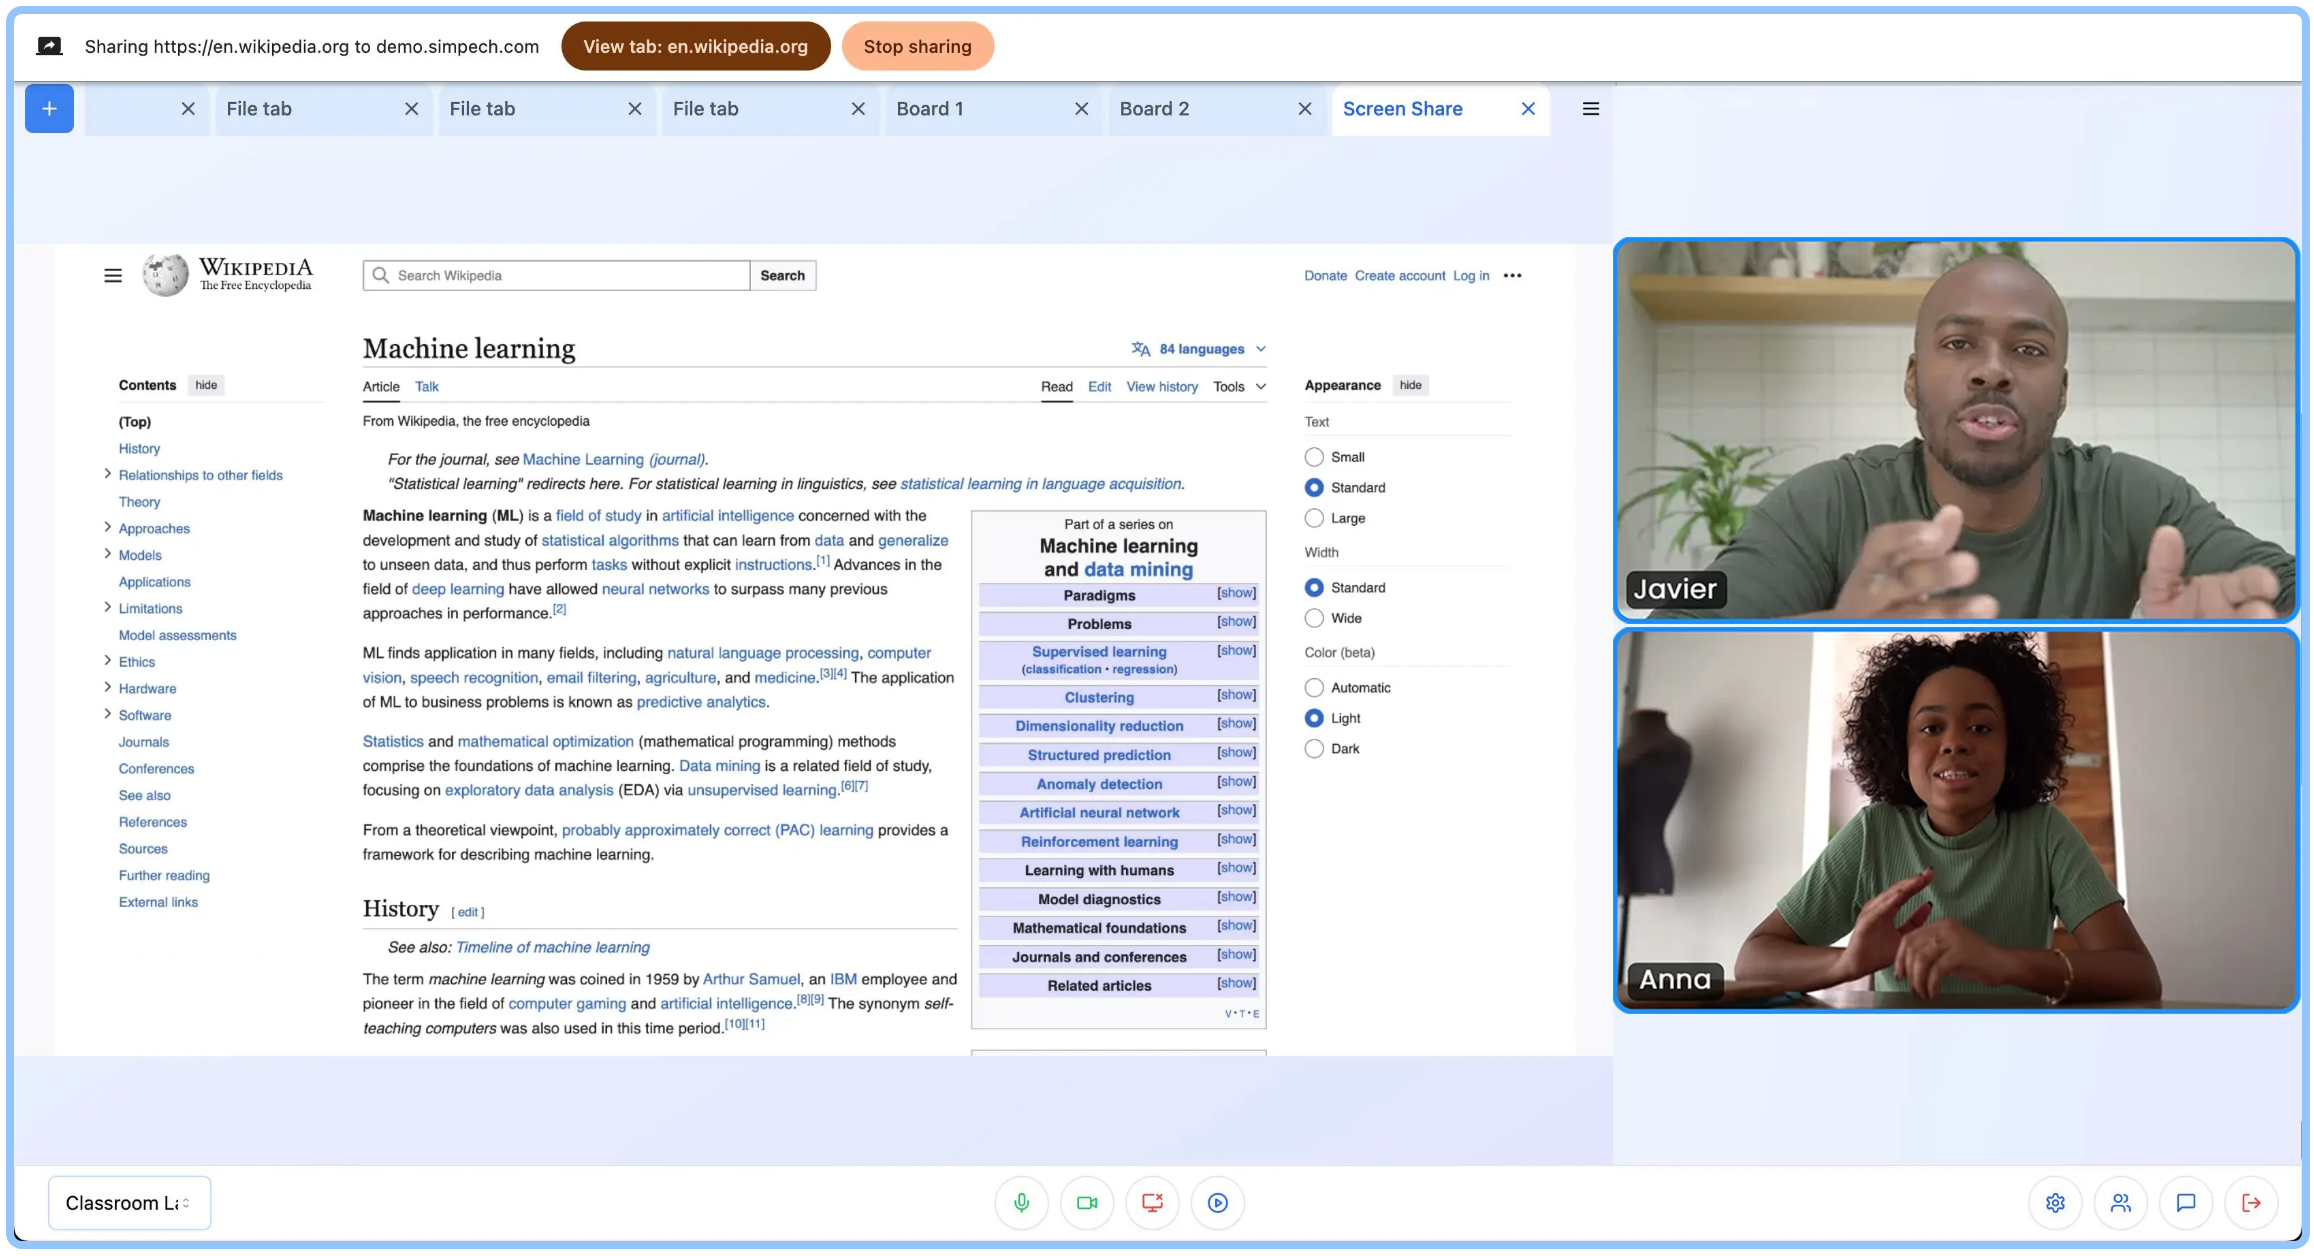 Sharing https://en.wikipedia.org to demo.simpech.com
View tab: en.wikipedia.org
Stop sharing
File tab
File tab
File tab
Board 1
Board 2
Screen Share
WIKIPEDIA
The Free Encyclopedia
Search Wikipedia
Search
Donate Create account Log in
Machine learning
84 languages
Article Talk
Read Edit View history Tools
From Wikipedia, the free encyclopedia
Contents hide
(Top)
History
Relationships to other fields
Theory
Approaches
Models
Applications
Limitations
Model assessments
Ethics
Hardware
Software
Journals
Conferences
See also
References
Sources
Further reading
External links
For the journal, see Machine Learning (journal).
"Statistical learning" redirects here. For statistical learning in linguistics, see statistical learning in language acquisition.
Machine learning (ML) is a field of study in artificial intelligence concerned with the
development and study of statistical algorithms that can learn from data and generalize
to unseen data, and thus perform tasks without explicit instructions.[1] Advances in the
field of deep learning have allowed neural networks to surpass many previous
approaches in performance.[2]
ML finds application in many fields, including natural language processing, computer
vision, speech recognition, email filtering, agriculture, and medicine.[3][4] The application
of ML to business problems is known as predictive analytics.
Statistics and mathematical optimization (mathematical programming) methods
comprise the foundations of machine learning. Data mining is a related field of study,
focusing on exploratory data analysis (EDA) via unsupervised learning.[6][7]
From a theoretical viewpoint, probably approximately correct (PAC) learning provides a
framework for describing machine learning.
History [ edit ]
See also: Timeline of machine learning
The term machine learning was coined in 1959 by Arthur Samuel, an IBM employee and
pioneer in the field of computer gaming and artificial intelligence.[8][9] The synonym self-
teaching computers was also used in this time period.[10][11]
Part of a series on
Machine learning
and data mining
Paradigms [show]
Problems [show]
Supervised learning [show]
(classification • regression)
Clustering [show]
Dimensionality reduction [show]
Structured prediction [show]
Anomaly detection [show]
Artificial neural network [show]
Reinforcement learning [show]
Learning with humans [show]
Model diagnostics [show]
Mathematical foundations [show]
Journals and conferences [show]
Related articles [show]
V • T • E
Appearance hide
Text
Small
Standard
Large
Width
Standard
Wide
Color (beta)
Automatic
Light
Dark
Javier
Anna
Classroom